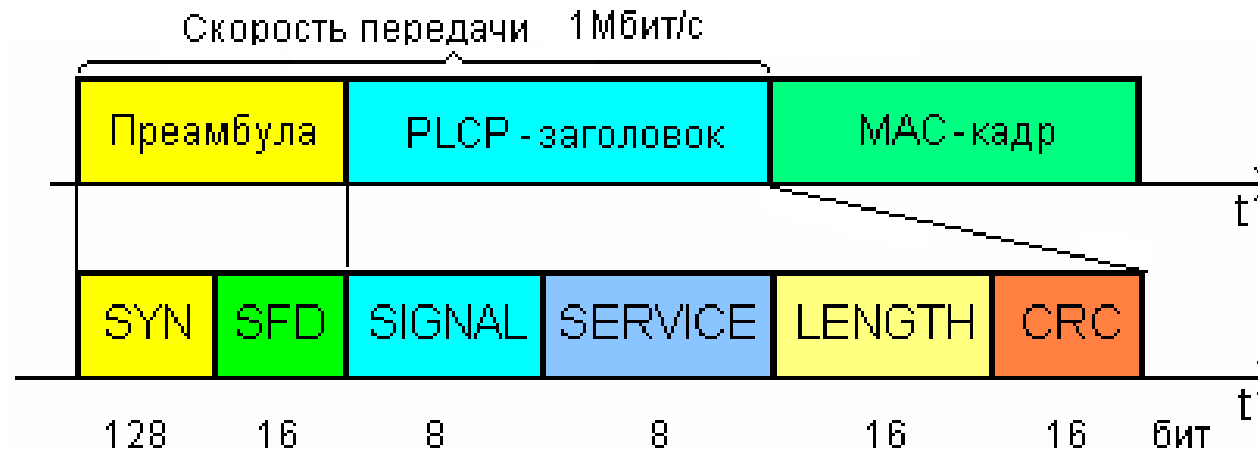 Скорость передачи 1Мбит/с
Преамбула PLCP - заголовок МАС - кадр
t
SYN SFD SIGNAL SERVICE LENGTH CRC
t
128 16 8 8 16 16 бит